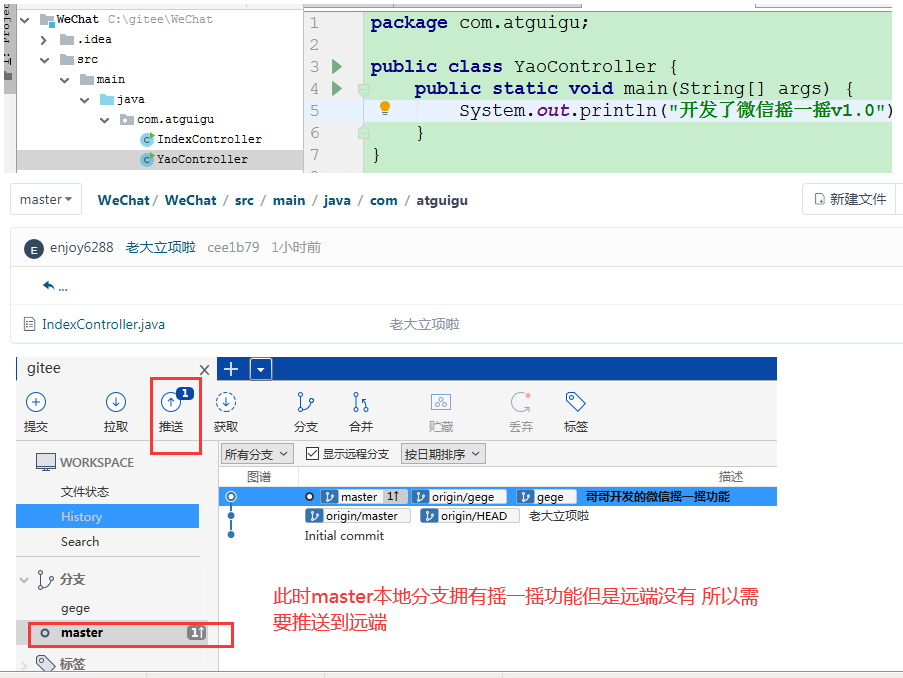 1: Projec
WeChat C:\gitee\WeChat
.idea
src
main
java
com.atguigu
IndexController
YaoController
1 package com.atguigu;
2
3 public class YaoController {
4 public static void main(String[] args) {
5 System.out.println("开发了微信摇一摇v1.0")
6 }
7 }
master WeChat / WeChat / src / main / java / com / atguigu 新建文件
E enjoy6288 老大立项啦 cee1b79 1小时前
...
IndexController.java 老大立项啦
gitee
1
提交 拉取 推送 获取 分支 合并 贮藏 丢弃 标签
WORKSPACE
文件状态
History
Search
分支
gege
master 1↑
标签
所有分支 显示远程分支 按日期排序
图谱 描述
master 1↑ origin/gege gege 哥哥开发的微信摇一摇功能
origin/master origin/HEAD 老大立项啦
Initial commit
此时master本地分支拥有摇一摇功能但是远端没有 所以需
要推送到远端